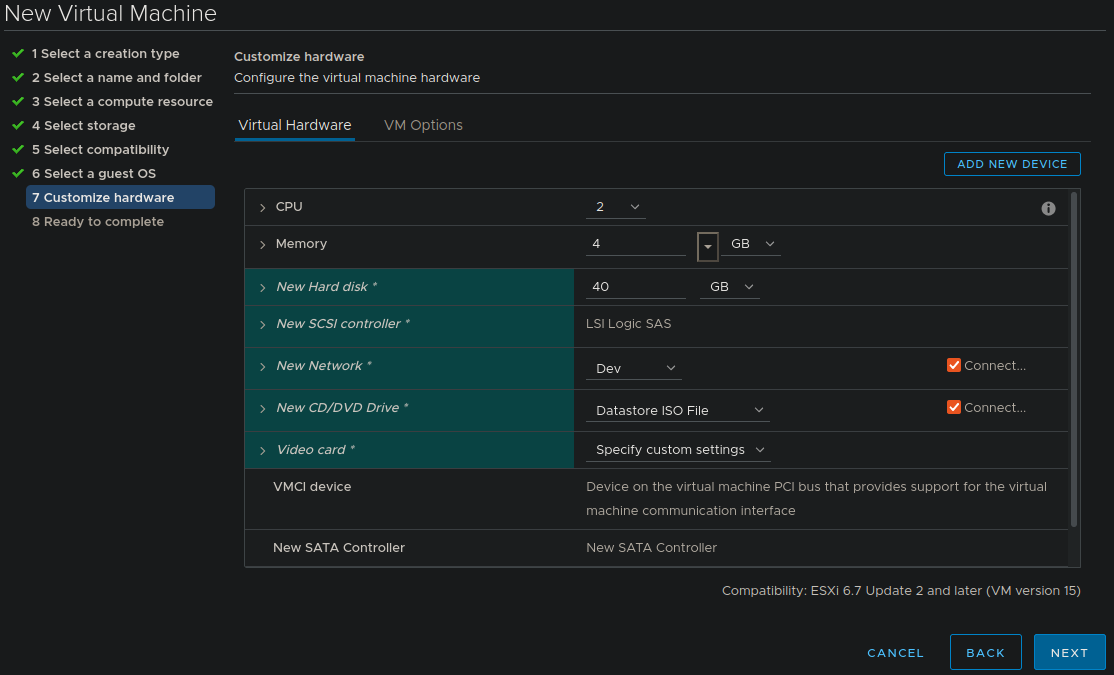 New Virtual Machine
1 Select a creation type
2 Select a name and folder
3 Select a compute resource
4 Select storage
5 Select compatibility
6 Select a guest OS
7 Customize hardware
8 Ready to complete
Customize hardware
Configure the virtual machine hardware
Virtual Hardware VM Options
ADD NEW DEVICE
CPU 2
Memory 4 GB
New Hard disk * 40 GB
New SCSI controller * LSI Logic SAS
New Network * Dev Connect...
New CD/DVD Drive * Datastore ISO File Connect...
Video card * Specify custom settings
VMCI device Device on the virtual machine PCI bus that provides support for the virtual
machine communication interface
New SATA Controller New SATA Controller
Compatibility: ESXi 6.7 Update 2 and later (VM version 15)
CANCEL BACK NEXT